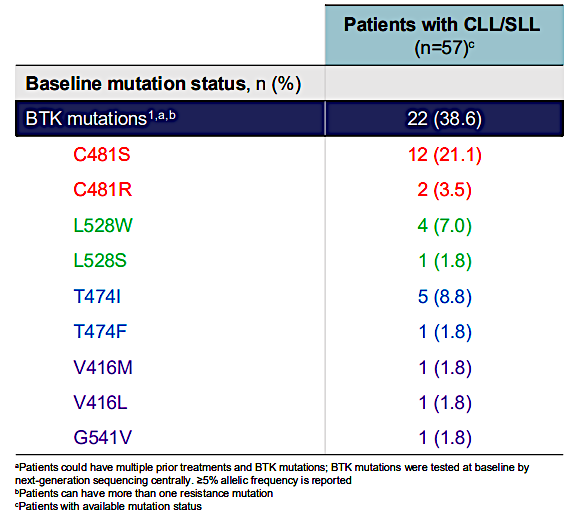 Patients with CLL/SLL
(n=57)ᶜ
Baseline mutation status, n (%)
BTK mutations¹,ᵃ,ᵇ 22 (38.6)
C481S 12 (21.1)
C481R 2 (3.5)
L528W 4 (7.0)
L528S 1 (1.8)
T474I 5 (8.8)
T474F 1 (1.8)
V416M 1 (1.8)
V416L 1 (1.8)
G541V 1 (1.8)
ᵃPatients could have multiple prior treatments and BTK mutations; BTK mutations were tested at baseline by
next-generation sequencing centrally. ≥5% allelic frequency is reported
ᵇPatients can have more than one resistance mutation
ᶜPatients with available mutation status